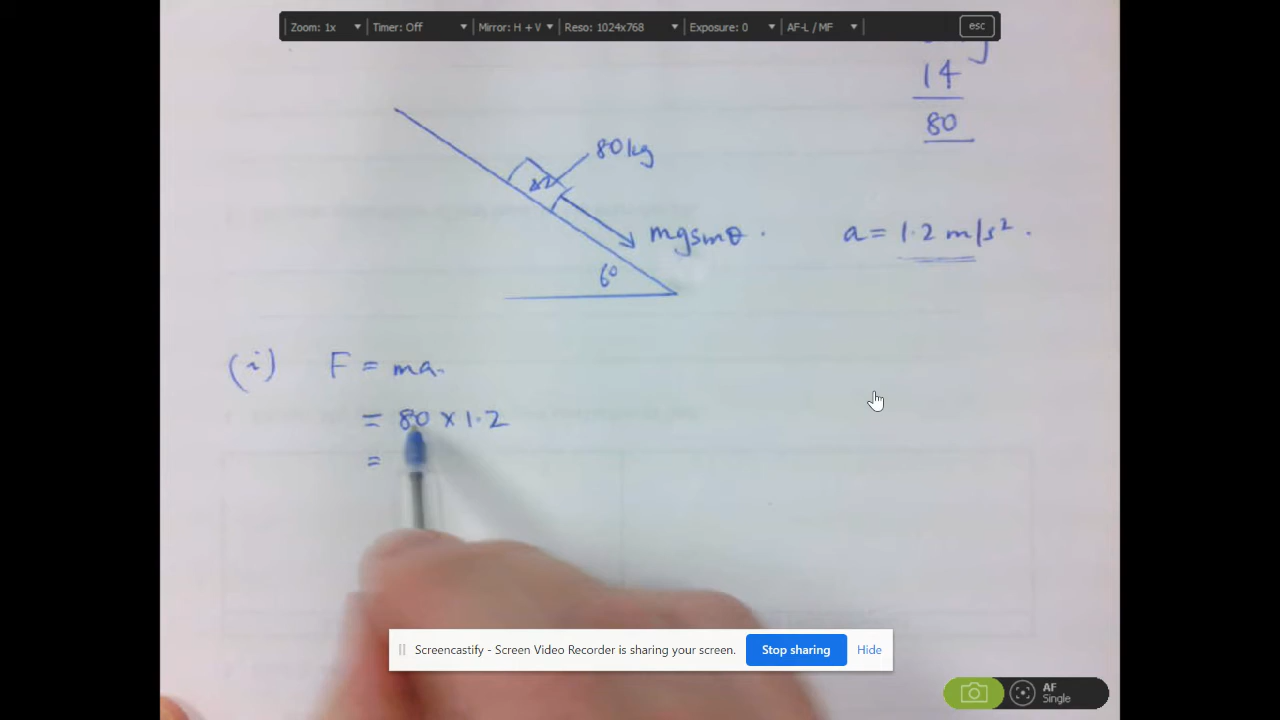 Zoom: 1x Timer: Off Mirror: H + V Reso: 1024x768 Exposure: 0 AF-L / MF esc
14
80
80kg
mgsinθ.
a = 1.2 m/s².
6°
(i) F = ma.
= 80 x 1.2
=
Screencastify - Screen Video Recorder is sharing your screen. Stop sharing Hide
AF
Single